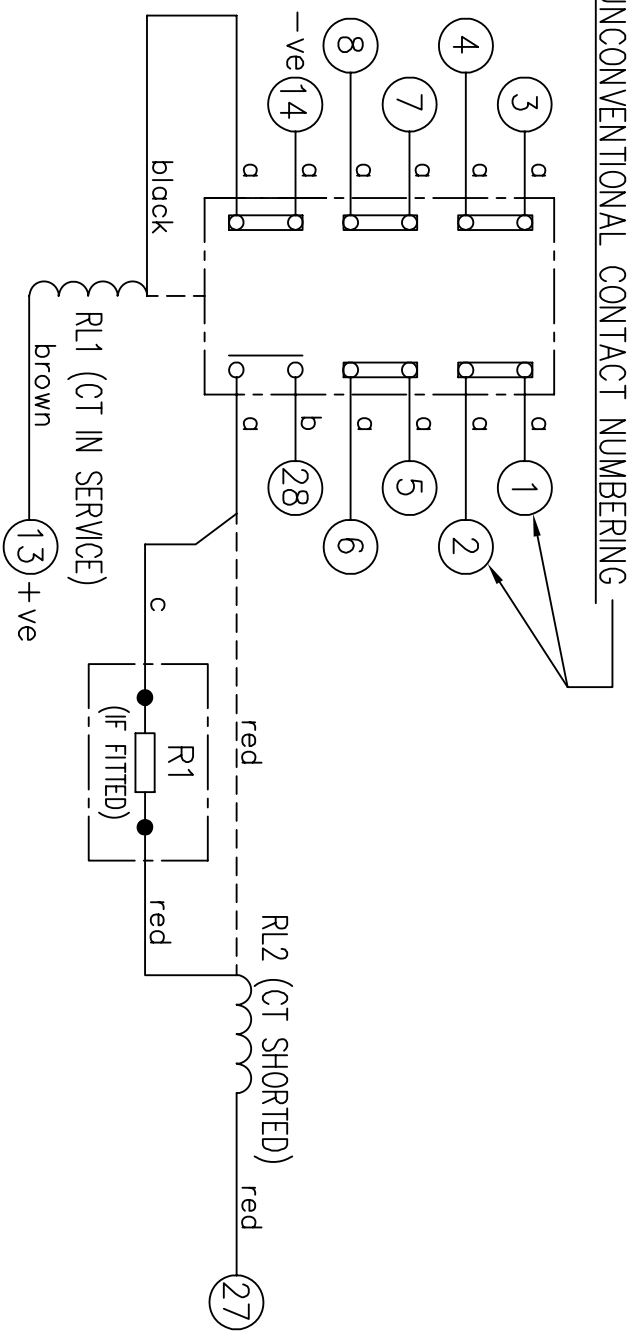 UNCONVENTIONAL CONTACT NUMBERING
3 a a 1
4 a a 2
7 a a 5
8 a a 6
-ve 14 a b 28
RL2 (CT SHORTED)
a a red red 27
black c R1 red
(IF FITTED)
RL1 (CT IN SERVICE)
brown 13 +ve